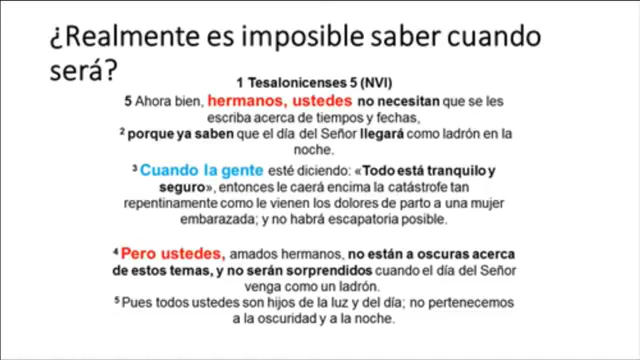 ¿Realmente es imposible saber cuando
será?
1 Tesalonicenses 5 (NVI)
5 Ahora bien, hermanos, ustedes no necesitan que se les
escriba acerca de tiempos y fechas,
² porque ya saben que el día del Señor llegará como ladrón en la
noche.
³ Cuando la gente esté diciendo: «Todo está tranquilo y
seguro», entonces le caerá encima la catástrofe tan
repentinamente como le vienen los dolores de parto a una mujer
embarazada; y no habrá escapatoria posible.
⁴ Pero ustedes, amados hermanos, no están a oscuras acerca
de estos temas, y no serán sorprendidos cuando el día del Señor
venga como un ladrón.
⁵ Pues todos ustedes son hijos de la luz y del día; no pertenecemos
a la oscuridad y a la noche.